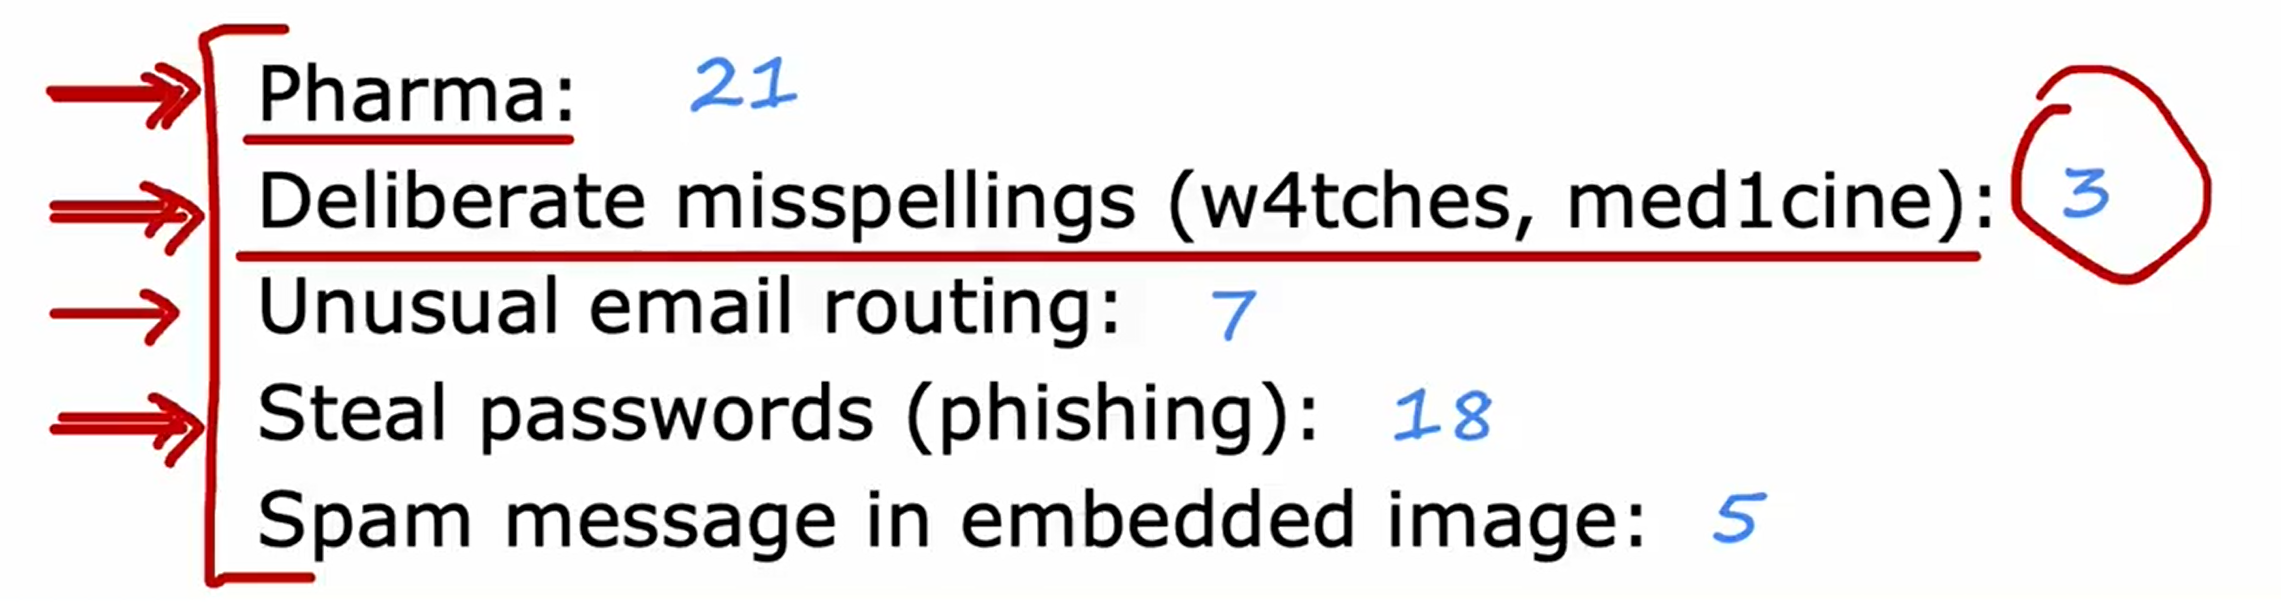 Pharma: 21
Deliberate misspellings (w4tches, med1cine): 3
Unusual email routing: 7
Steal passwords (phishing): 18
Spam message in embedded image: 5